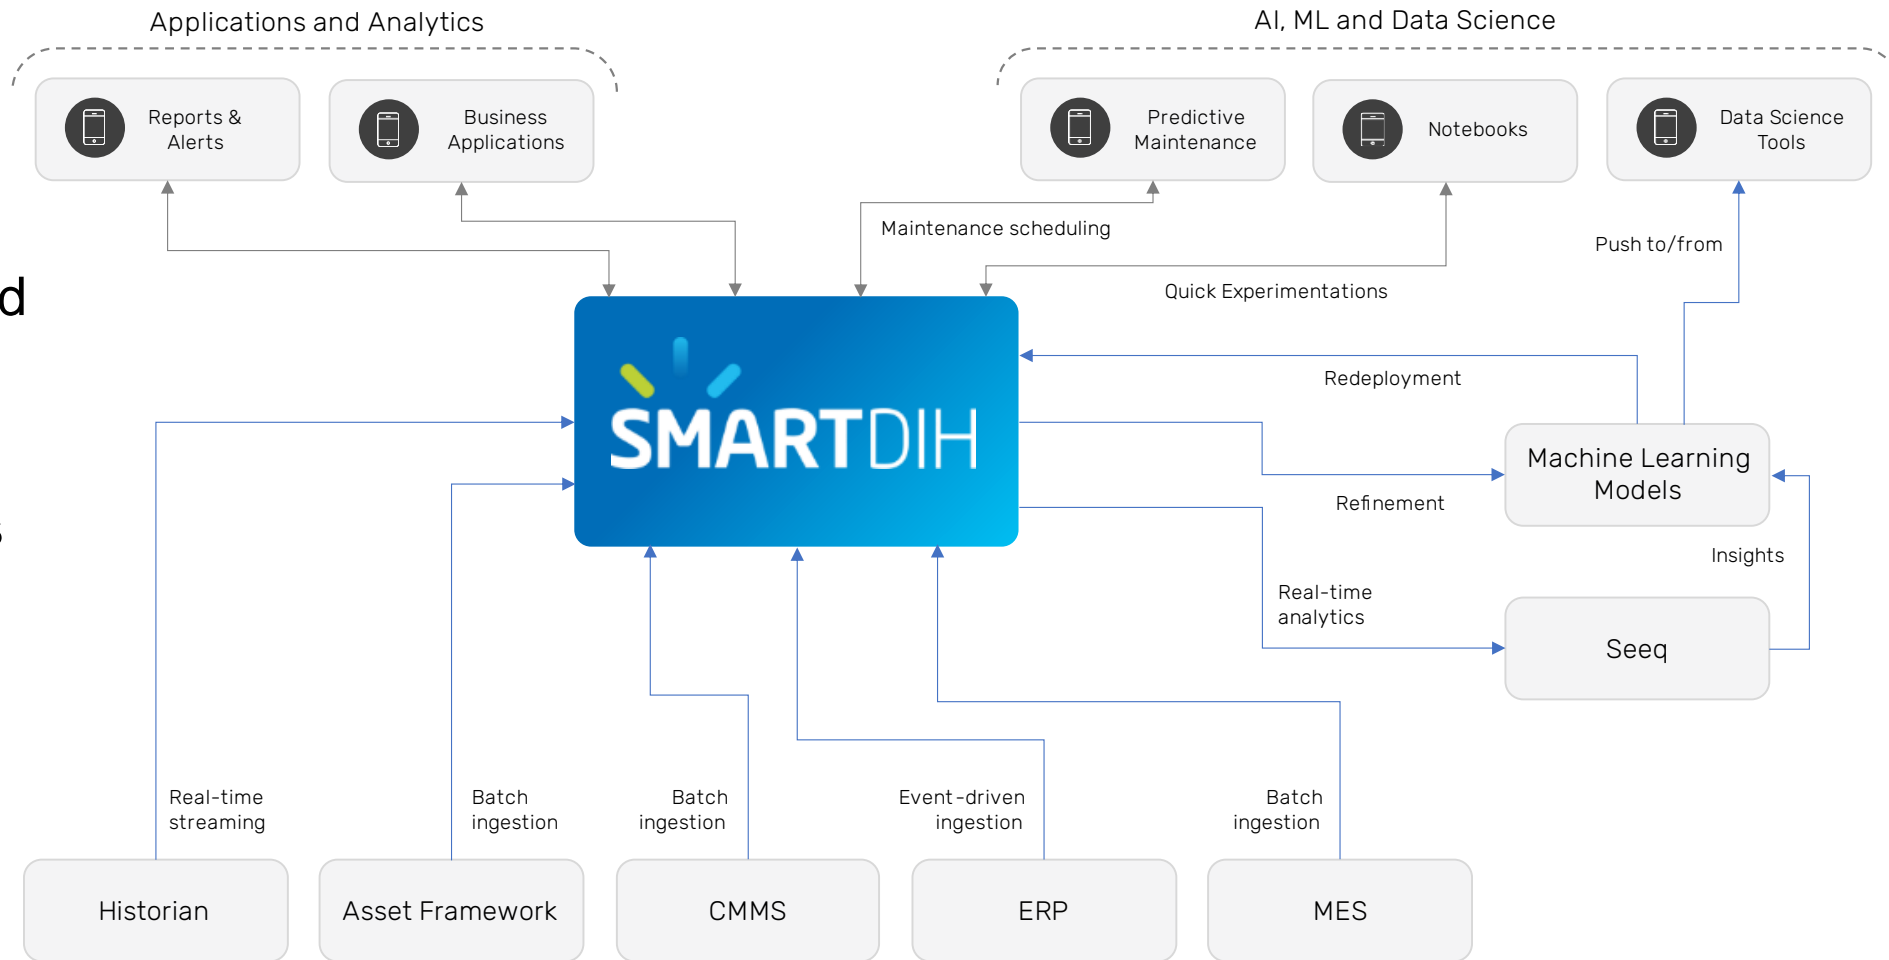 Applications and Analytics
AI, ML and Data Science
Reports &
Alerts
Business
Applications
Predictive
Maintenance
Notebooks
Data Science
Tools
Maintenance scheduling
Push to/from
Quick Experimentations
d
SMARTDIH
Redeployment
Machine Learning
Models
Refinement
s
Insights
Real-time
analytics
Seeq
Real-time
streaming
Batch
ingestion
Batch
ingestion
Event-driven
ingestion
Batch
ingestion
Historian
Asset Framework
CMMS
ERP
MES